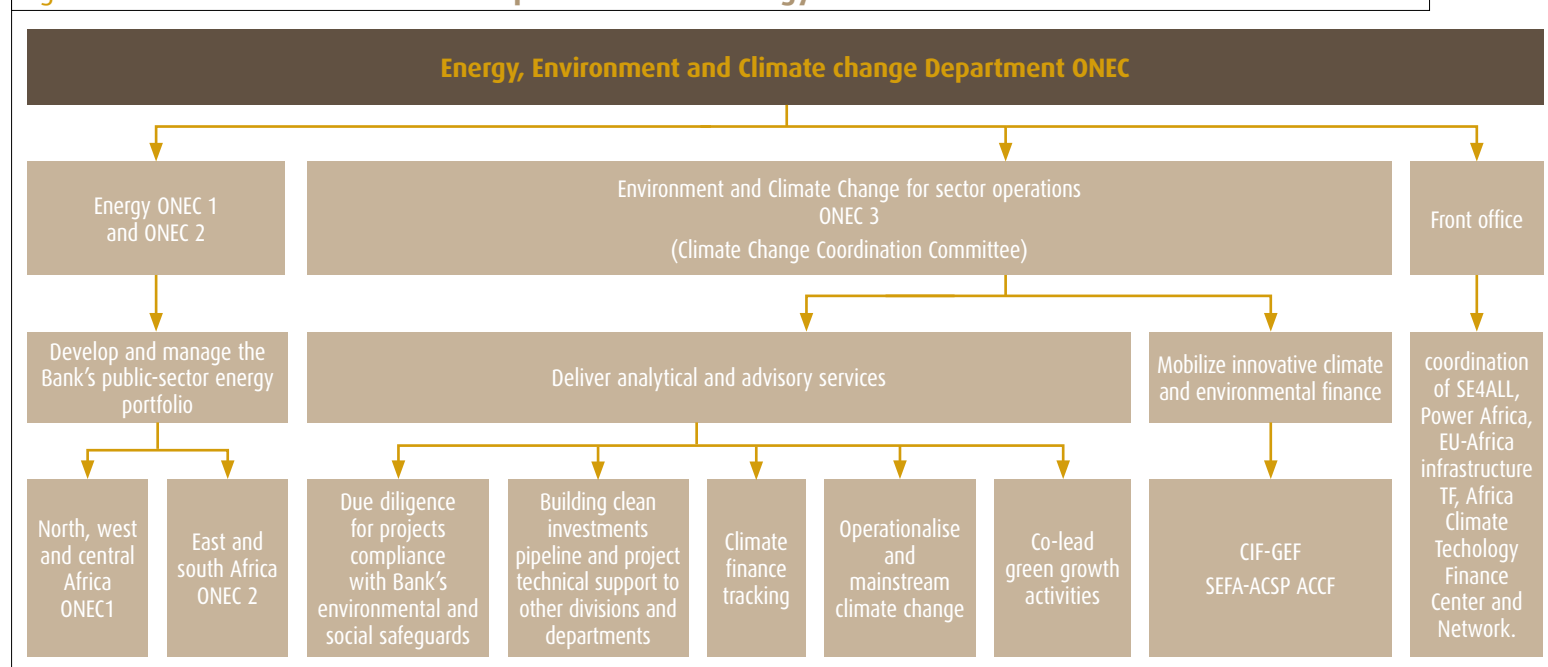 Energy, Environment and Climate change Department ONEC
Energy ONEC 1
and ONEC 2
Environment and Climate Change for sector operations
ONEC 3
(Climate Change Coordination Committee)
Front office
Develop and manage the
Bank's public-sector energy
portfolio
Deliver analytical and advisory services
Mobilize innovative climate
and environmental finance
coordination
of SE4ALL,
Power Africa,
EU-Africa
infrastructure
TF, Africa
Climate
Techology
Finance
Center and
Network.
North, west
and central
Africa
ONEC1
East and
south Africa
ONEC 2
Due diligence
for projects
compliance
with Bank's
environmental and
social safeguards
Building clean
investments
pipeline and project
technical support to
other divisions and
departments
Climate
finance
tracking
Operationalise
and
mainstream
climate change
Co-lead
green growth
activities
CIF-GEF
SEFA-ACSP ACCF